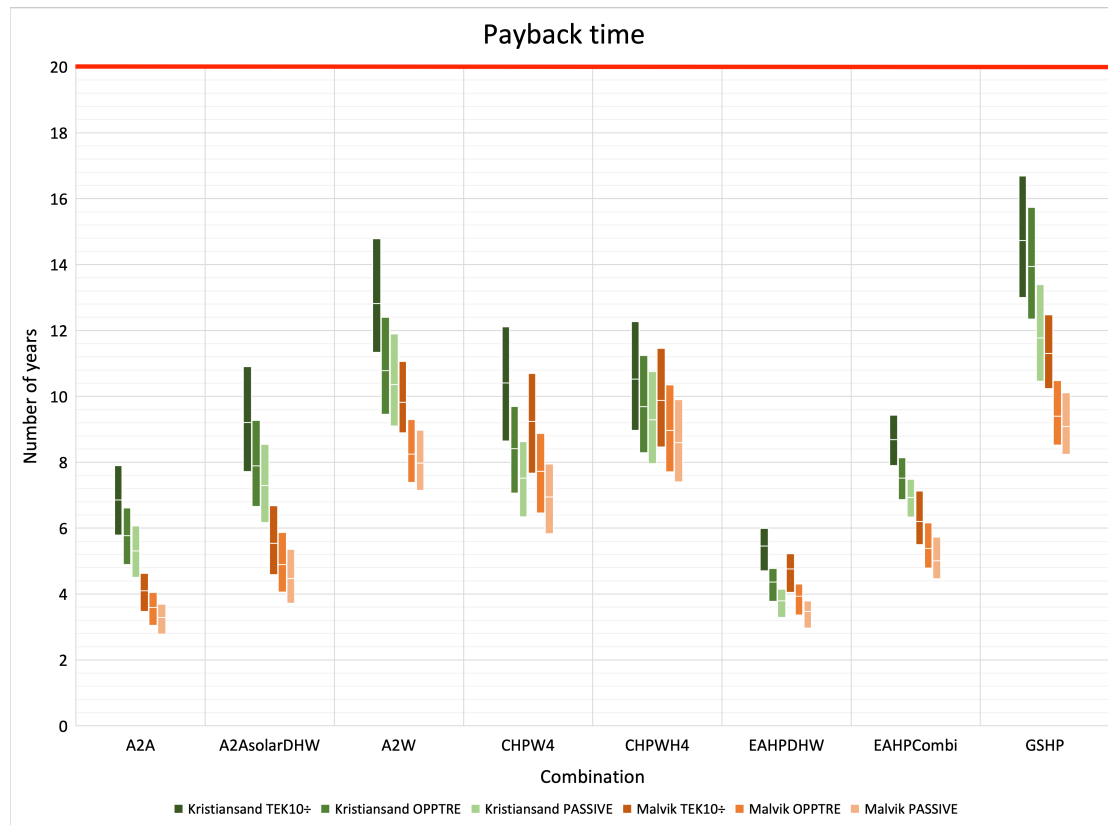 Payback time
20
18
16
14
12
10
8
6
4
2
0
Number of years
A2A A2AsolarDHW A2W CHPW4 CHPWH4 EAHPDHW EAHPCombi GSHP
Combination
Kristiansand TEK10÷ Kristiansand OPPTRE Kristiansand PASSIVE Malvik TEK10÷ Malvik OPPTRE Malvik PASSIVE